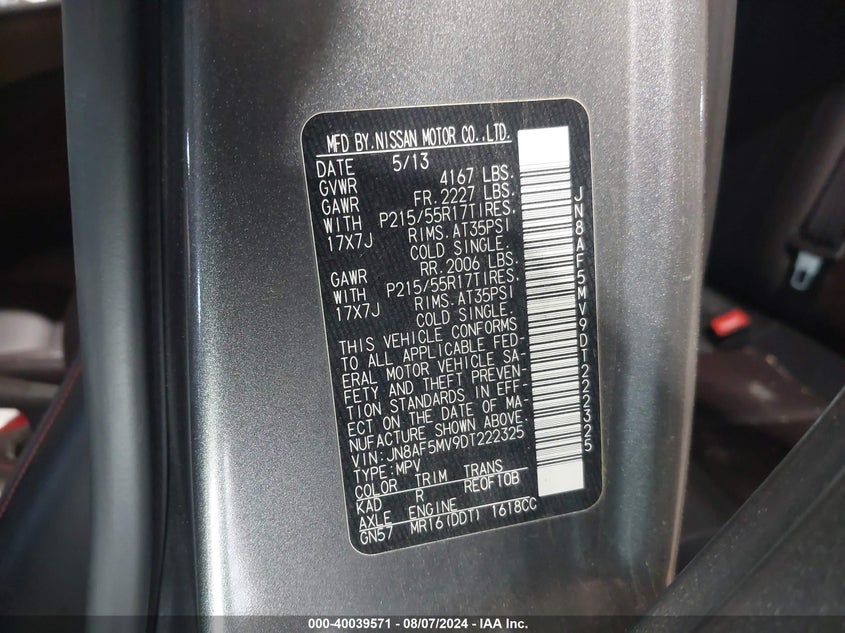 MFD BY.NISSAN MOTOR CO.,LTD.
DATE 5/13
GVWR 4167 LBS.
GAWR FR.2227 LBS.
WITH P215/55R17TIRES.
17X7J RIMS.AT35PSI
COLD SINGLE.
GAWR RR.2006 LBS.
WITH P215/55R17TIRES.
17X7J RIMS.AT35PSI
COLD SINGLE.
THIS VEHICLE CONFORMS
TO ALL APPLICABLE FED-
ERAL MOTOR VEHICLE SA-
FETY AND THEFT PREVEN-
TION STANDARDS IN EFF-
ECT ON THE DATE OF MA-
NUFACTURE SHOWN ABOVE.
VIN:JN8AF5MV9DT222325
TYPE:MPV
COLOR TRIM TRANS
KAD R REOF10B
AXLE ENGINE
GN57 MR16(DDT) 1618CC
JN8AF5MV9DT222325
000-40039571 - 08/07/2024 - IAA Inc.